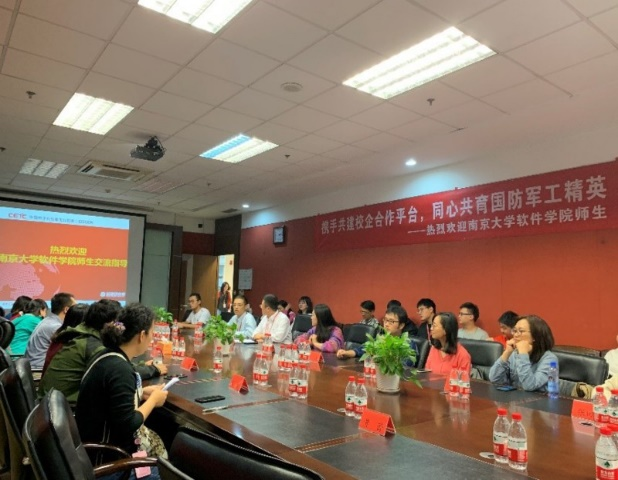 携手共建校企合作平台，同心共育国防军工精英
——热烈欢迎南京大学软件学院师生
CETC
热烈欢迎
南京大学软件学院师生交流指导